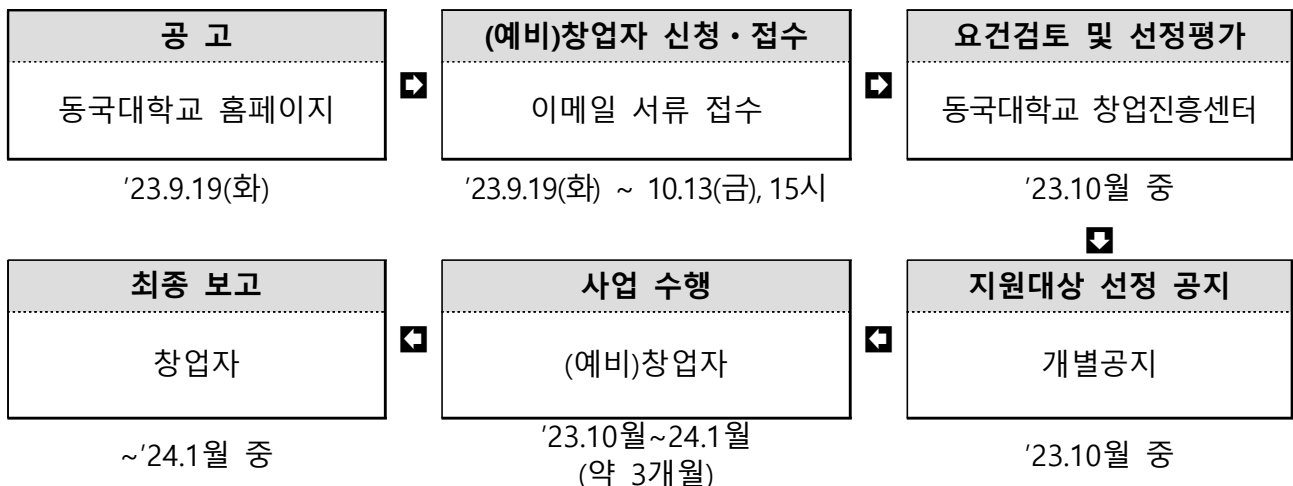 공 고
동국대학교 홈페이지
'23.9.19(화)
(예비)창업자 신청・접수
이메일 서류 접수
'23.9.19(화) ~ 10.13(금), 15시
요건검토 및 선정평가
동국대학교 창업진흥센터
'23.10월 중
지원대상 선정 공지
개별공지
'23.10월 중
사업 수행
(예비)창업자
'23.10월~24.1월
(약 3개월)
최종 보고
창업자
~'24.1월 중